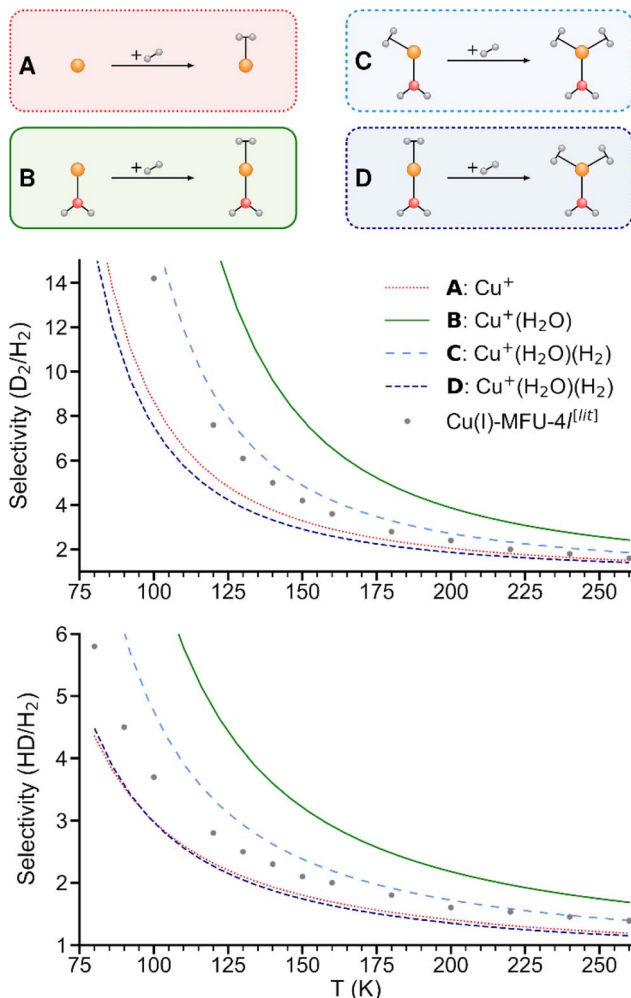 A + C +
B + D +
14
12
10
8
6
4
2
Selectivity (D₂/H₂)
A: Cu⁺
B: Cu⁺(H₂O)
C: Cu⁺(H₂O)(H₂)
D: Cu⁺(H₂O)(H₂)
Cu(I)-MFU-4l[lit]
75 100 125 150 175 200 225 250
6
5
4
3
2
1
Selectivity (HD/H₂)
75 100 125 150 175 200 225 250
T (K)